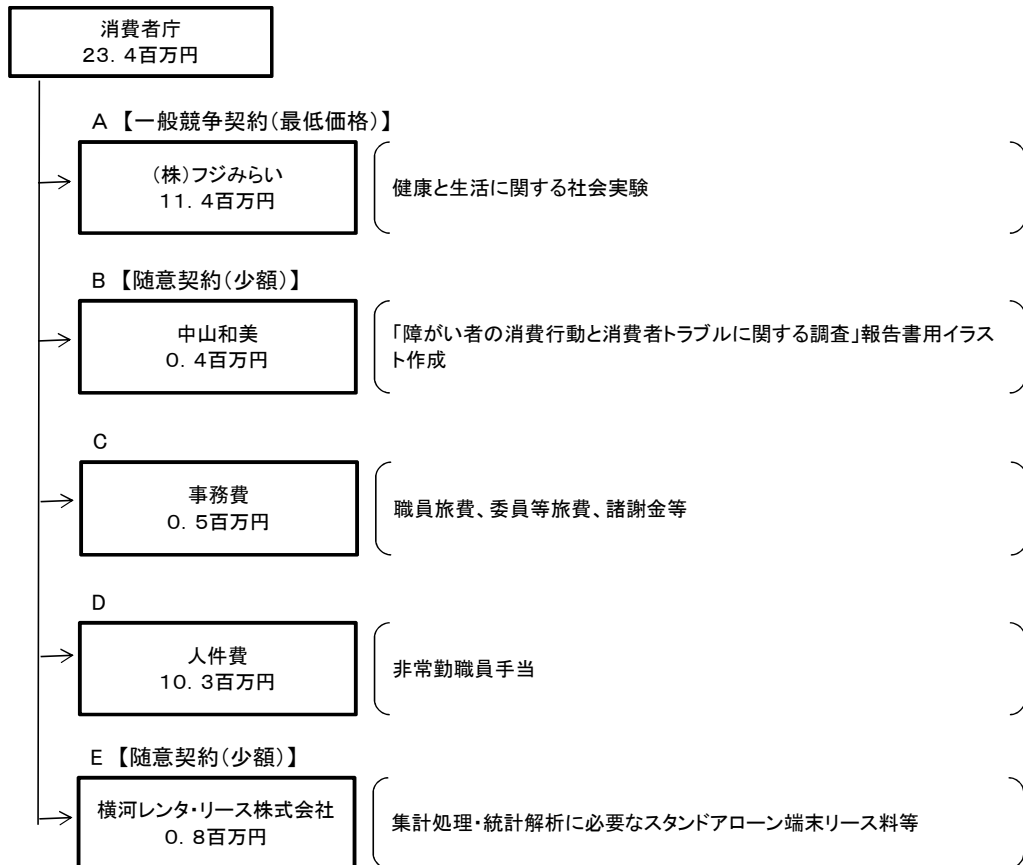 消費者庁
23.4百万円
A 【一般競争契約(最低価格)】
(株)フジみらい
11.4百万円
健康と生活に関する社会実験
B 【随意契約(少額)】
中山和美
0.4百万円
「障がい者の消費行動と消費者トラブルに関する調査」報告書用イラス
ト作成
C
事務費
0.5百万円
職員旅費、委員等旅費、諸謝金等
D
人件費
10.3百万円
非常勤職員手当
E 【随意契約(少額)】
横河レンタ・リース株式会社
0.8百万円
集計処理・統計解析に必要なスタンドアローン端末リース料等